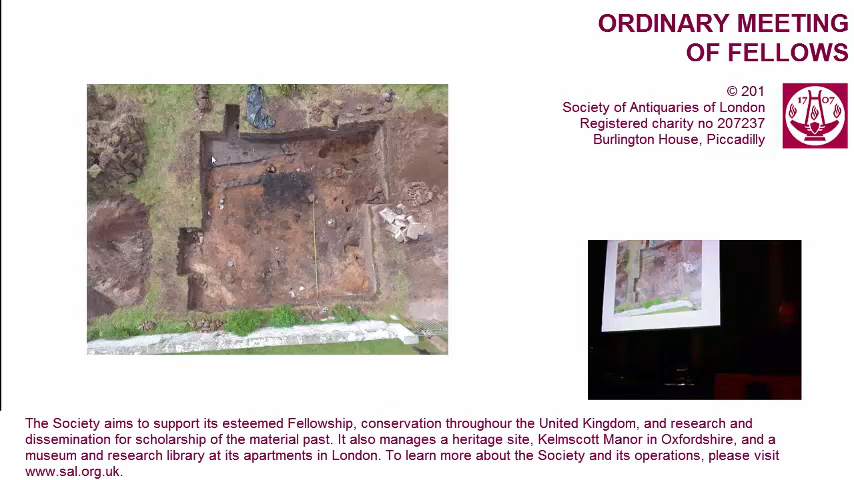 ORDINARY MEETING
OF FELLOWS
© 201
Society of Antiquaries of London
Registered charity no 207237
Burlington House, Piccadilly
17 07
The Society aims to support its esteemed Fellowship, conservation throughour the United Kingdom, and research and
dissemination for scholarship of the material past. It also manages a heritage site, Kelmscott Manor in Oxfordshire, and a
museum and research library at its apartments in London. To learn more about the Society and its operations, please visit
www.sal.org.uk.